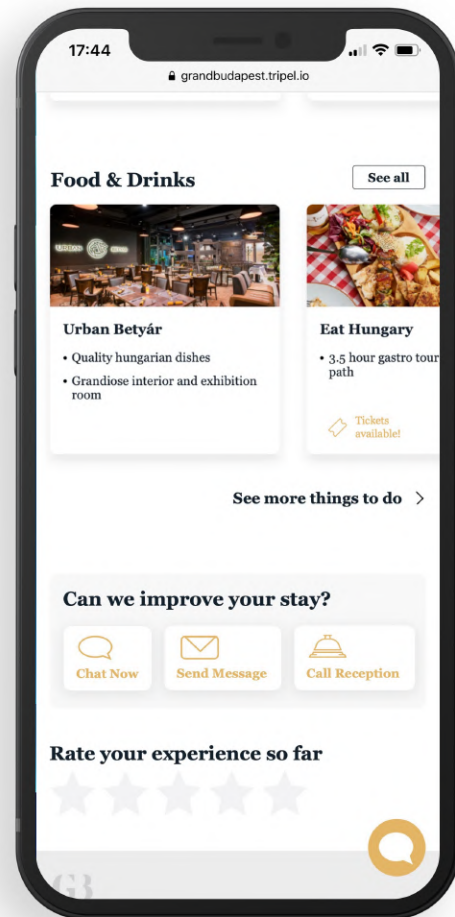 17:44
grandbudapest.tripel.io
Food & Drinks
See all
URBAN
Urban Betyár
• Quality hungarian dishes
• Grandiose interior and exhibition
room
Eat Hungary
• 3.5 hour gastro tour
path
Tickets
available!
See more things to do
Can we improve your stay?
Chat Now
Send Message
Call Reception
Rate your experience so far
GB